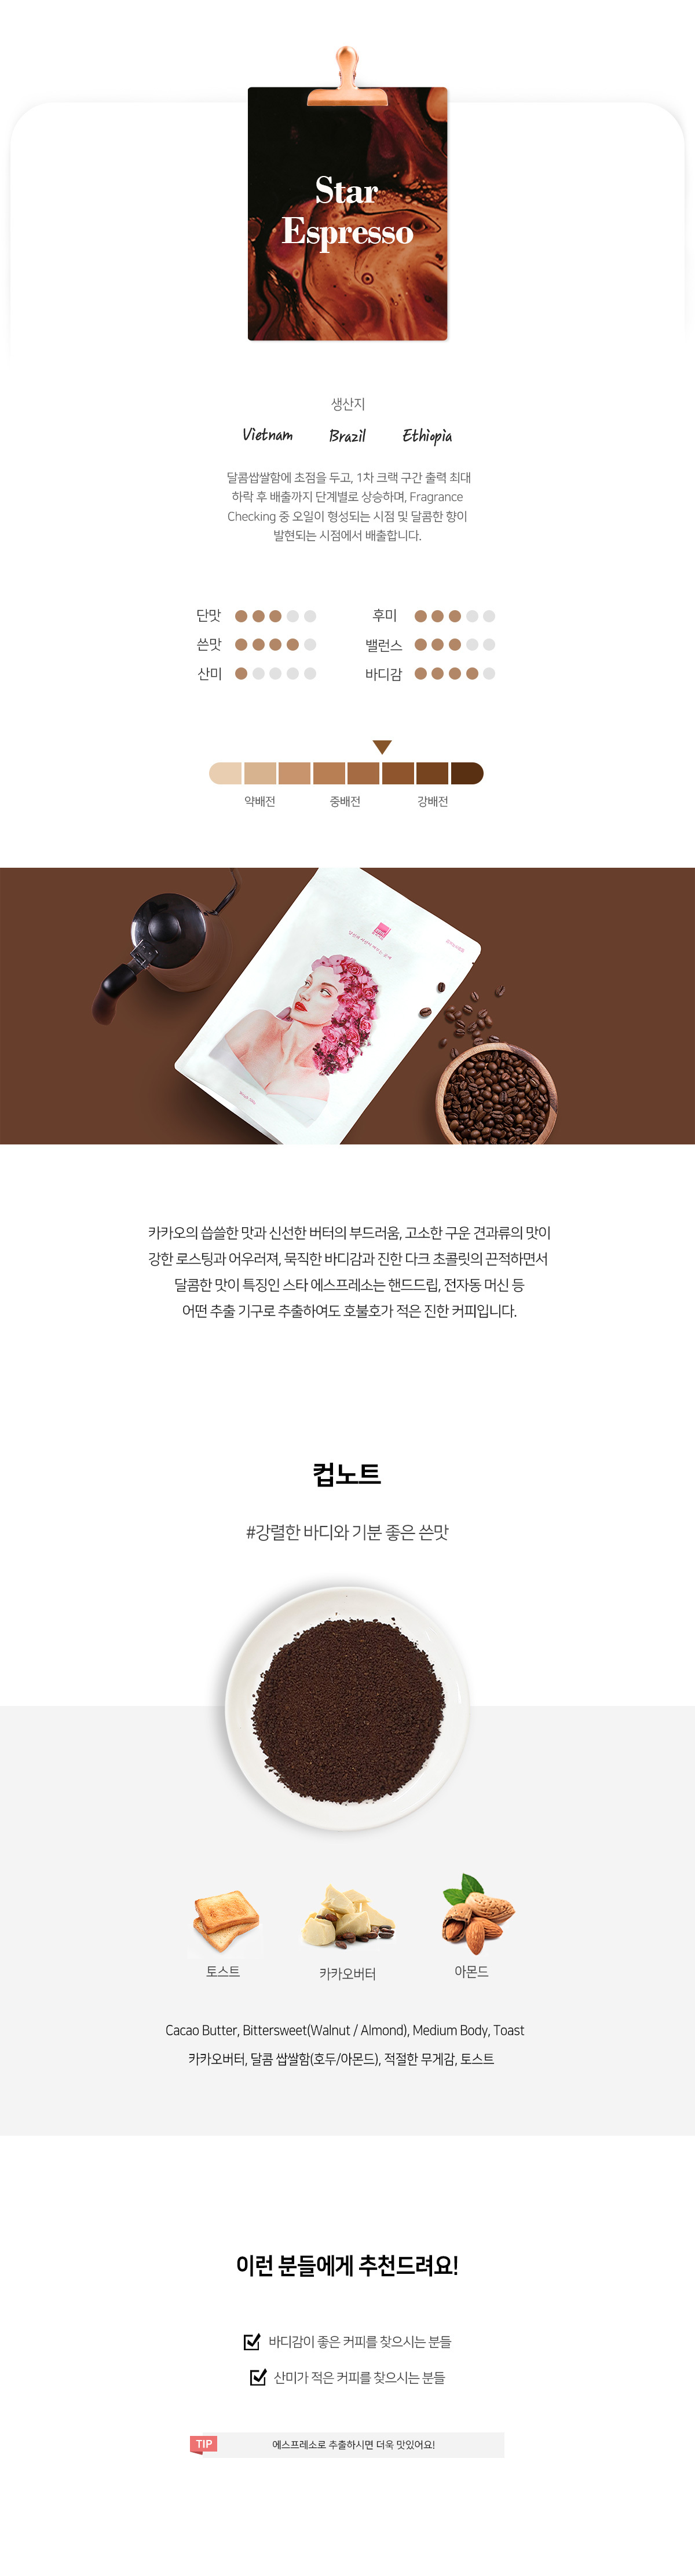 Star
Espresso
생산지
Vietnam Brazil Ethiopia
달콤쌉쌀함에 초점을 두고, 1차 크랙 구간 출력 최대
하락 후 배출까지 단계별로 상승하며, Fragrance
Checking 중 오일이 형성되는 시점 및 달콤한 향이
발현되는 시점에서 배출합니다.
단맛 후미
쓴맛 밸런스
산미 바디감
약배전 중배전 강배전
카카오의 씁쓸한 맛과 신선한 버터의 부드러움, 고소한 구운 견과류의 맛이
강한 로스팅과 어우러져, 묵직한 바디감과 진한 다크 초콜릿의 끈적하면서
달콤한 맛이 특징인 스타 에스프레소는 핸드드립, 전자동 머신 등
어떤 추출 기구로 추출하여도 호불호가 적은 진한 커피입니다.
컵노트
#강렬한 바디와 기분 좋은 쓴맛
토스트 카카오버터 아몬드
Cacao Butter, Bittersweet(Walnut / Almond), Medium Body, Toast
카카오버터, 달콤 쌉쌀함(호두/아몬드), 적절한 무게감, 토스트
이런 분들에게 추천드려요!
바디감이 좋은 커피를 찾으시는 분들
산미가 적은 커피를 찾으시는 분들
TIP 에스프레소로 추출하시면 더욱 맛있어요!